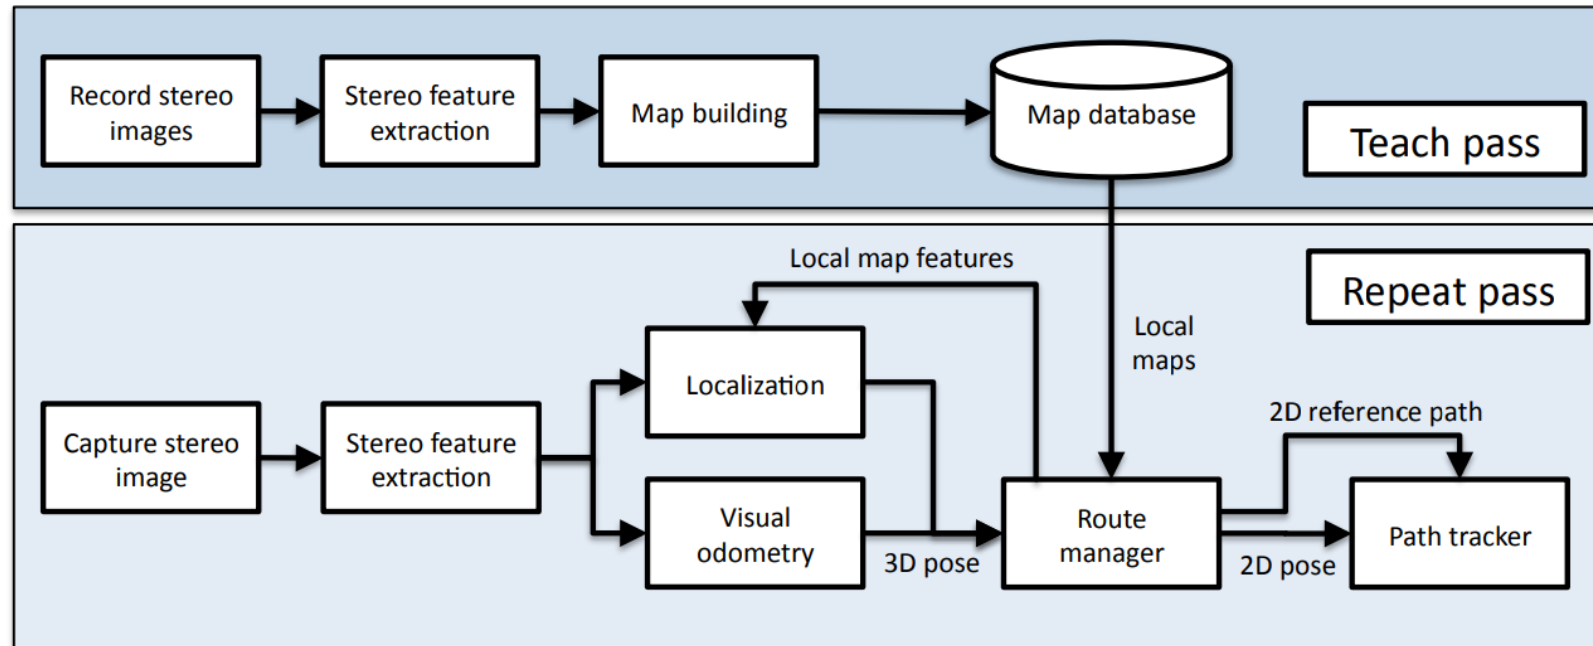 Record stereo
images
Stereo feature
extraction
Map building
Map database
Teach pass
Local map features
Repeat pass
Local
maps
Localization
2D reference path
Capture stereo
image
Stereo feature
extraction
Visual
odometry
3D pose
Route
manager
2D pose
Path tracker